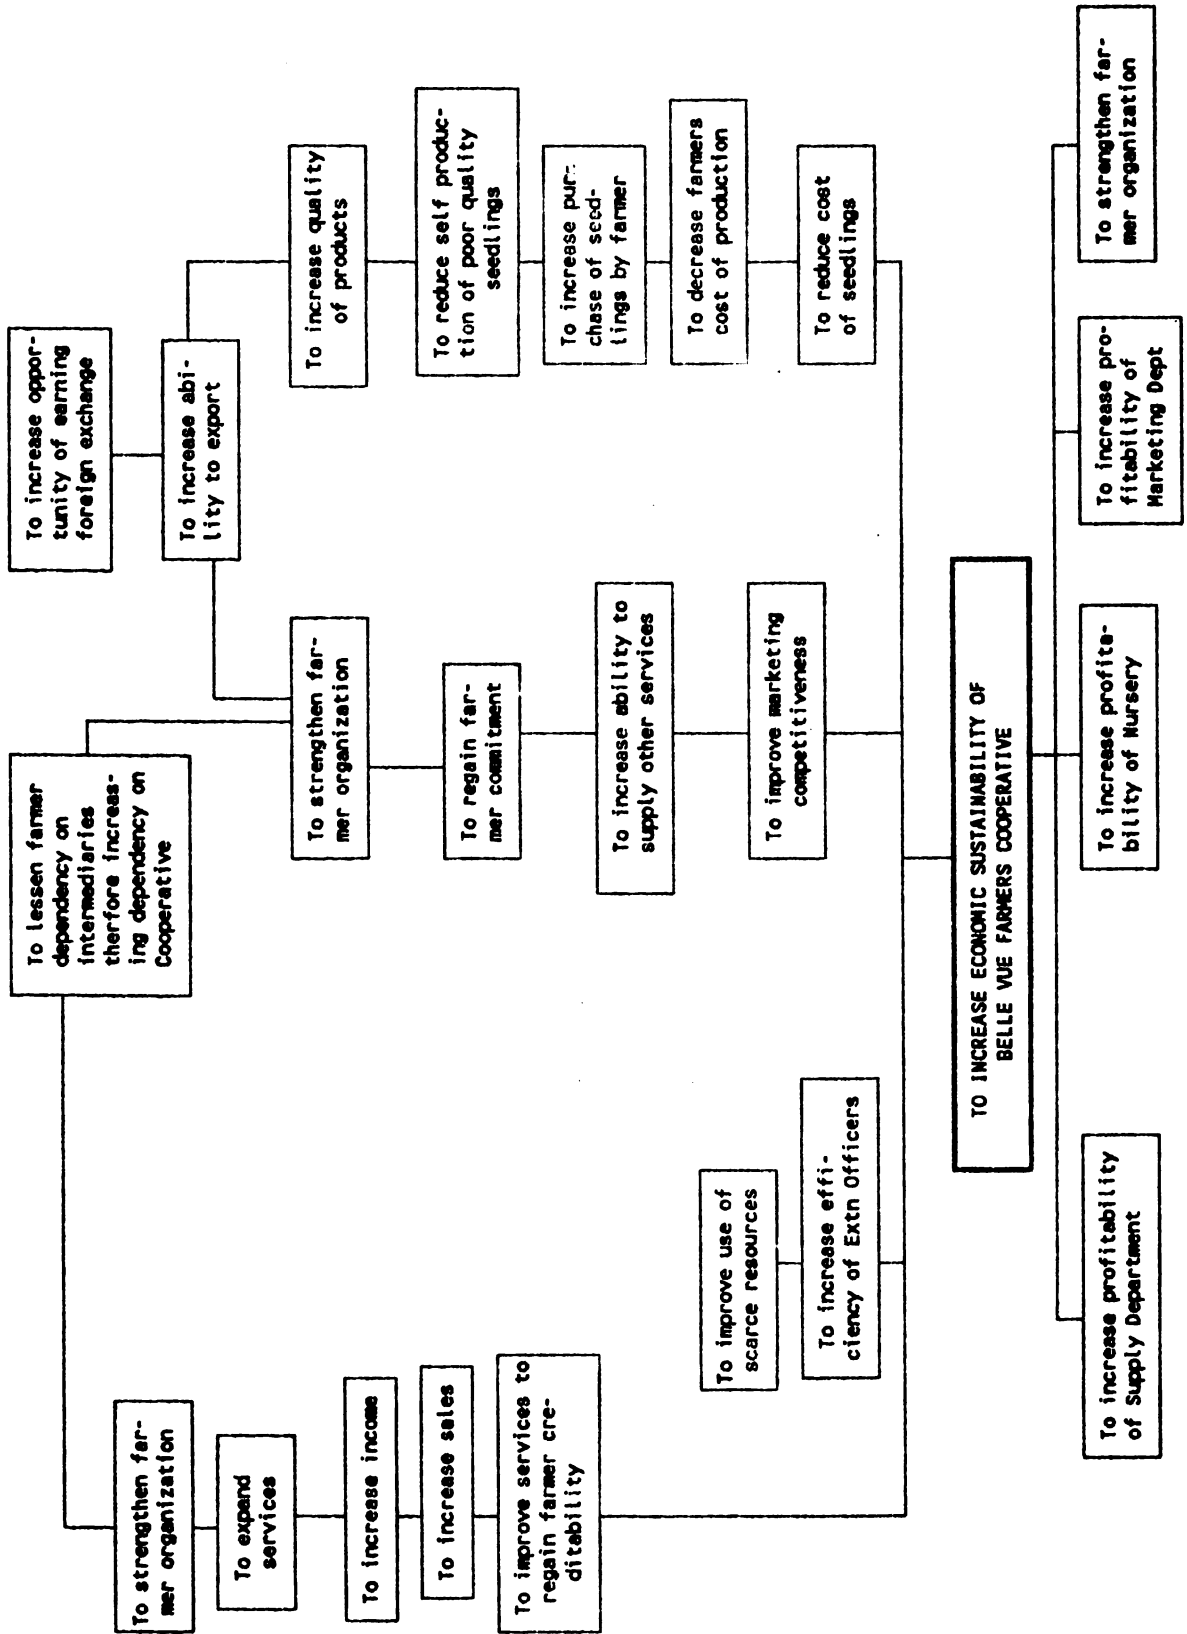 To increase oppor-
tunity of earning
foreign exchange
To lessen farmer
dependency on
intermediaries
therfore increas-
ing dependency on
Cooperative
To increase abi-
lity to export
To strengthen far-
mer organization
To expand
services
To increase income
To increase sales
To improve services to
regain farmer cre-
ditability
To strengthen far-
mer organization
To regain far-
mer commitment
To increase ability to
supply other services
To improve marketing
competitiveness
To increase quality
of products
To reduce self produc-
tion of poor quality
seedlings
To increase pur-
chase of seed-
lings by farmer
To decrease farmers
cost of production
To reduce cost
of seedlings
To improve use of
scarce resources
To increase effi-
ciency of Extn Officers
TO INCREASE ECONOMIC SUSTAINABILITY OF
BELLE VUE FARMERS COOPERATIVE
To increase profitability
of Supply Department
To increase profita-
bility of Nursery
To increase pro-
fitability of
Marketing Dept
To strengthen far-
mer organization